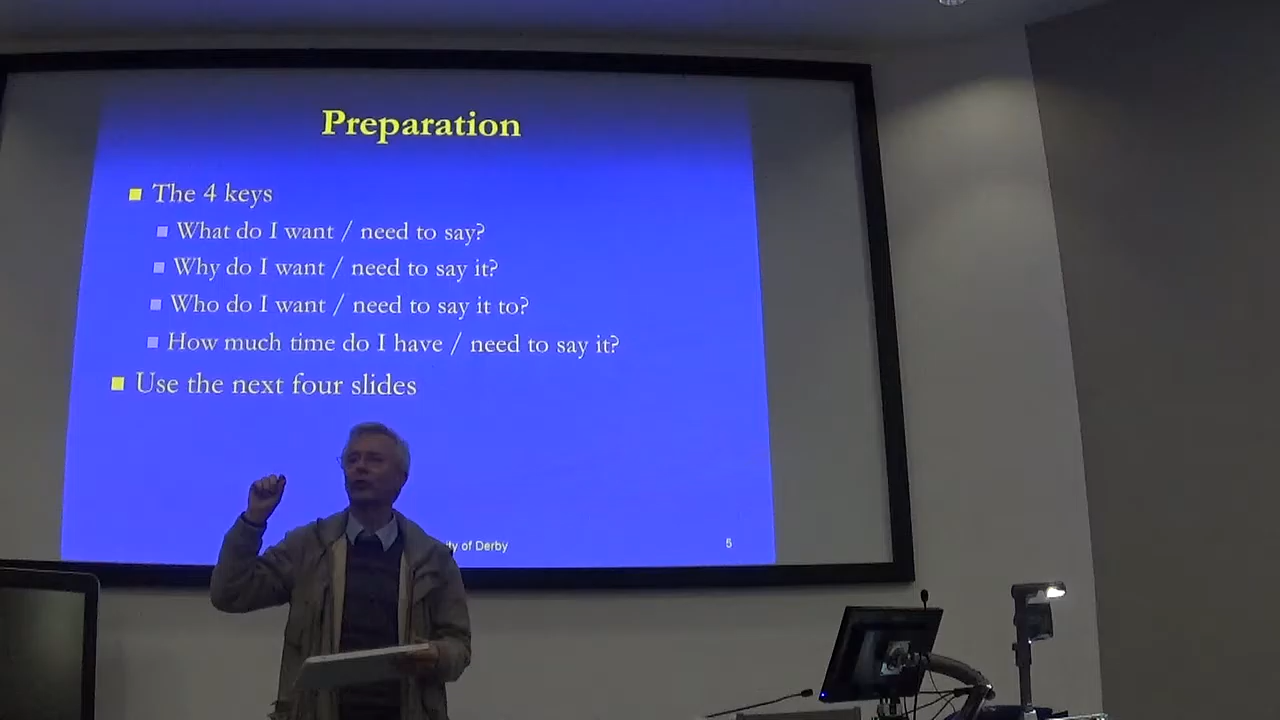 Preparation
The 4 keys
What do I want / need to say?
Why do I want / need to say it?
Who do I want / need to say it to?
How much time do I have / need to say it?
Use the next four slides
of Derby
5